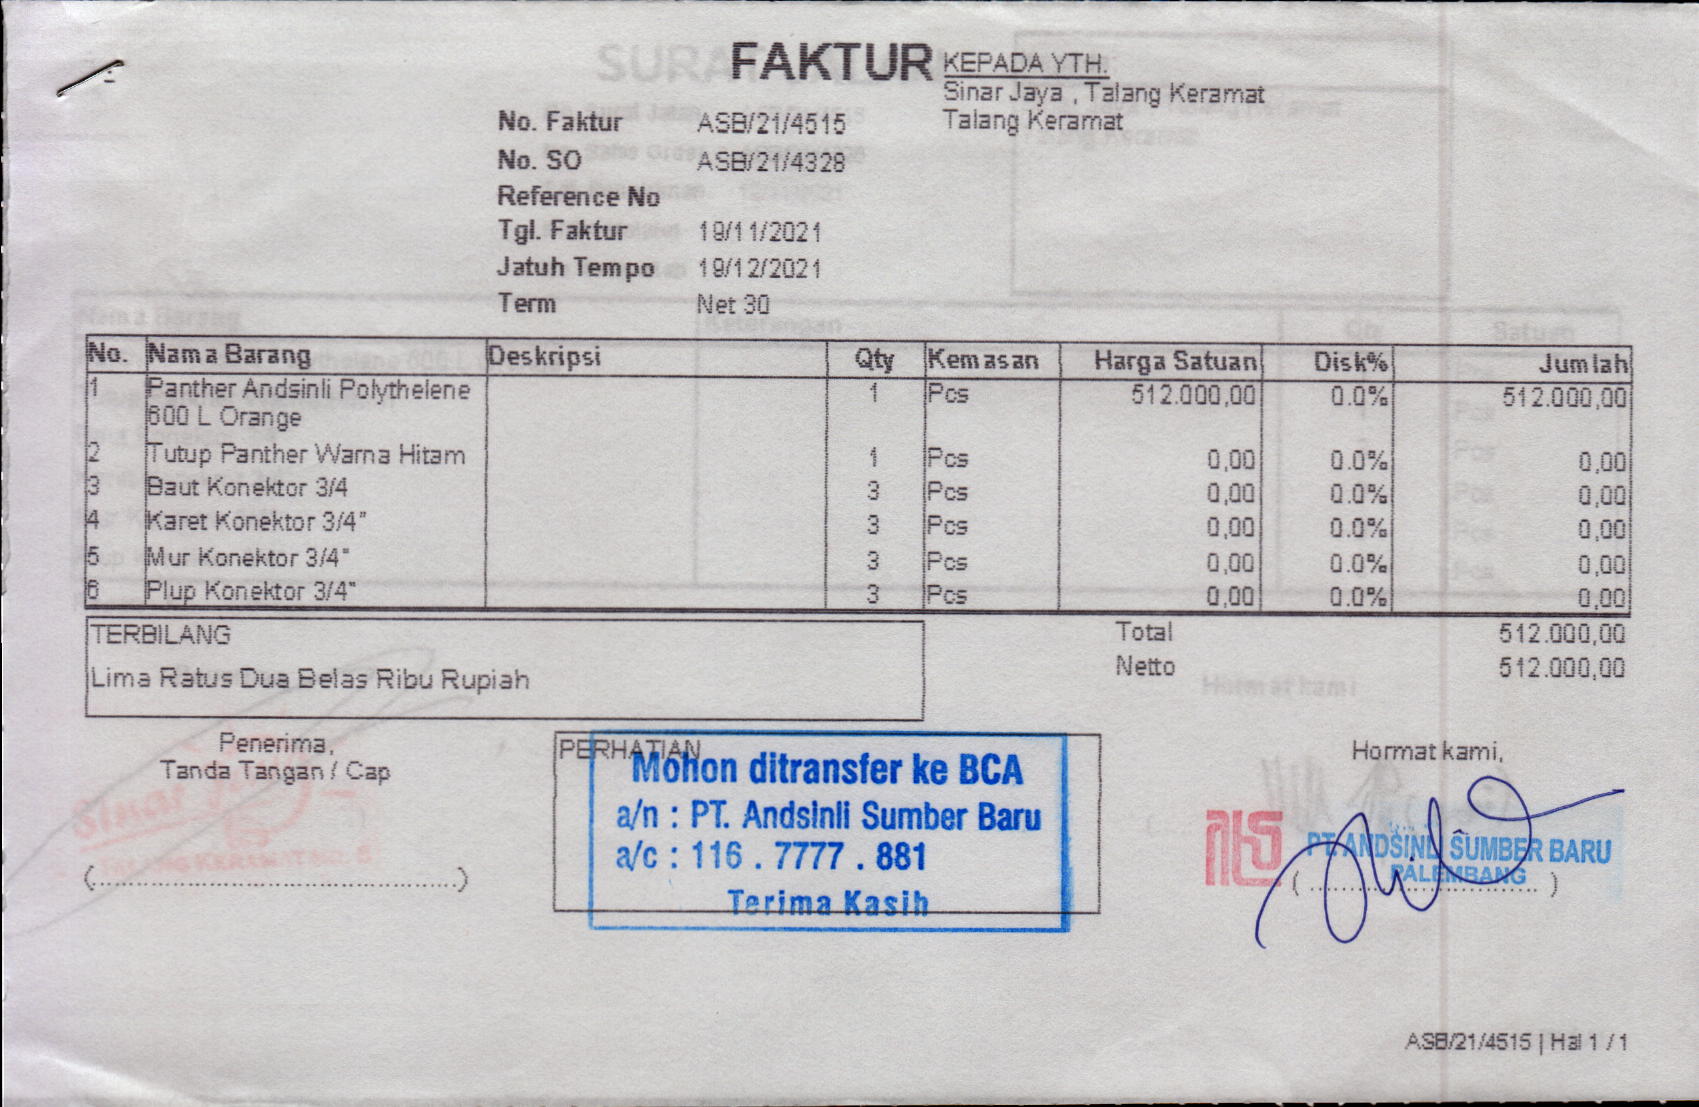 FAKTUR
KEPADA YTH.
Sinar Jaya , Talang Keramat
Talang Keramat
No. Faktur ASB/21/4515
No. SO ASB/21/4328
Reference No
Tgl. Faktur 19/11/2021
Jatuh Tempo 19/12/2021
Term Net 30
No. Nama Barang Deskripsi Qty Kemasan Harga Satuan Disk% Jumlah
1 Panther Andsinli Polythelene 1 Pcs 512.000,00 0.0% 512.000,00
600 L Orange
2 Tutup Panther Warna Hitam 1 Pcs 0,00 0.0% 0,00
3 Baut Konektor 3/4 3 Pcs 0,00 0.0% 0,00
4 Karet Konektor 3/4" 3 Pcs 0,00 0.0% 0,00
5 Mur Konektor 3/4" 3 Pcs 0,00 0.0% 0,00
6 Plup Konektor 3/4" 3 Pcs 0,00 0.0% 0,00
TERBILANG
Lima Ratus Dua Belas Ribu Rupiah
Total 512.000,00
Netto 512.000,00
Penerima,
Tanda Tangan / Cap
Sinar Jaya
(..............................................)
PERHATIAN
Mohon ditransfer ke BCA
a/n : PT. Andsinli Sumber Baru
a/c : 116 . 7777 . 881
Terima Kasih
Hormat kami,
PT. ANDSINLI SUMBER BARU
PALEMBANG
( .............................. )
ASB/21/4515 | Hal 1 / 1